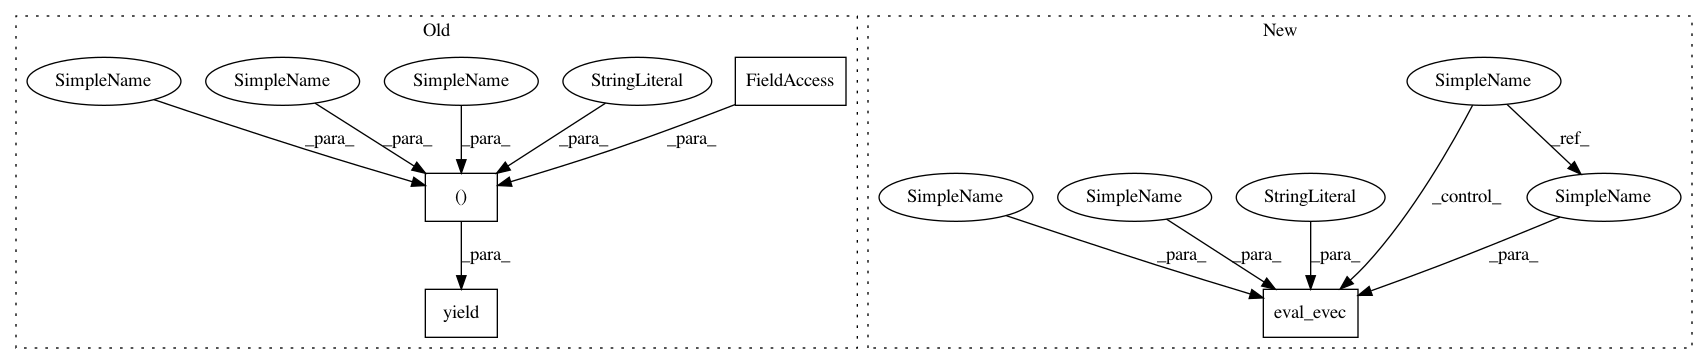 Old
SimpleName
SimpleName
SimpleName
StringLiteral
FieldAccess
_para_
_para_
_para_
_para_
_para_
()
_para_
yield
New
SimpleName
_ref_
SimpleName
SimpleName
StringLiteral
SimpleName
_control_
_para_
_para_
_para_
_para_
eval_evec